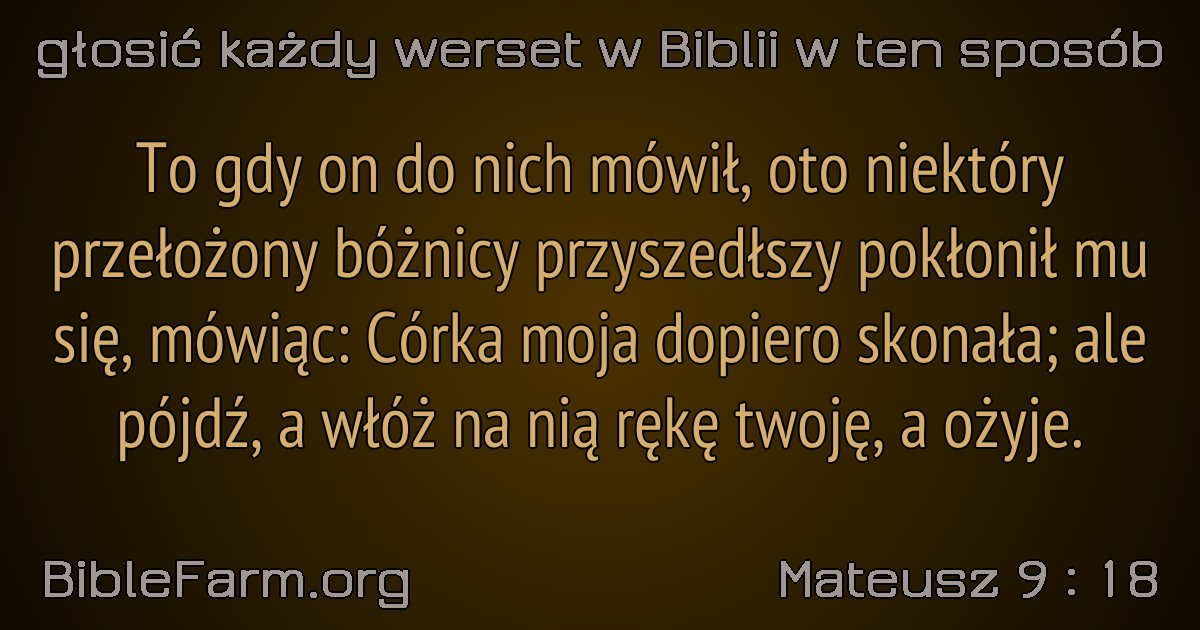 głosić każdy werset w Biblii w ten sposób
To gdy on do nich mówił, oto niektóry
przełożony bóżnicy przyszedłszy pokłonił mu
się, mówiąc: Córka moja dopiero skonała; ale
pójdź, a włóż na nią rękę twoję, a ożyje.
BibleFarm.org
Mateusz 9 : 18